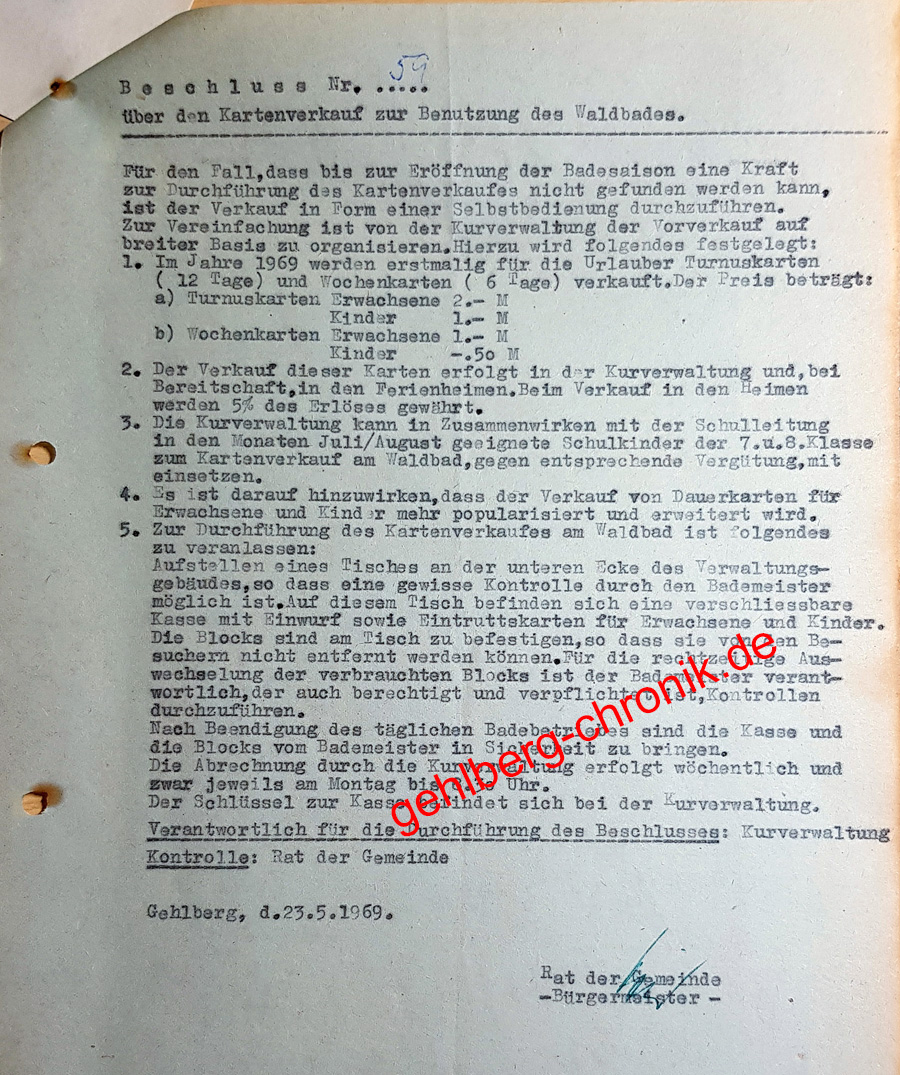 Beschluss Nr. .....
über den Kartenverkauf zur Benutzung des Waldbades.
Für den Fall,dass bis zur Eröffnung der Badesaison eine Kraft
zur Durchführung des Kartenverkaufes nicht gefunden werden kann,
ist der Verkauf in Form einer Selbstbedienung durchzuführen.
Zur Vereinfachung ist von der Kurverwaltung der Vorverkauf auf
breiter Basis zu organisieren.Hierzu wird folgendes festgelegt:
1. Im Jahre 1969 werden erstmalig für die Urlauber Turnuskarten
( 12 Tage) und Wochenkarten ( 6 Tage) verkauft.Der Preis beträgt:
a) Turnuskarten Erwachsene 2.- M
Kinder 1.- M
b) Wochenkarten Erwachsene 1.- M
Kinder -.50 M
2. Der Verkauf dieser Karten erfolgt in der Kurverwaltung und,bei
Bereitschaft,in den Ferienheimen.Beim Verkauf in den Heimen
werden 5% des Erlöses gewährt.
3. Die Kurverwaltung kann in Zusammenwirken mit der Schulleitung
in den Monaten Juli/August geeignete Schulkinder der 7.u.8.Klasse
zum Kartenverkauf am Waldbad,gegen entsprechende Vergütung,mit
einsetzen.
4. Es ist darauf hinzuwirken,dass der Verkauf von Dauerkarten für
Erwachsene und Kinder mehr popularisiert und erweitert wird.
5. Zur Durchführung des Kartenverkaufes am Waldbad ist folgendes
zu veranlassen:
Aufstellen eines Tisches an der unteren Ecke des Verwaltungs-
gebäudes,so dass eine gewisse Kontrolle durch den Bademeister
möglich ist.Auf diesem Tisch befinden sich eine verschliessbare
Kasse mit Einwurf sowie Eintruttskarten für Erwachsene und Kinder.
Die Blocks sind am Tisch zu befestigen,so dass sie von den Be-
suchern nicht entfernt werden können.Für die rechtzeitige Aus-
wechselung der verbrauchten Blocks ist der Bademeister verant-
wortlich,der auch berechtigt und verpflichtet ist,Kontrollen
durchzuführen.
Nach Beendigung des täglichen Badebetriebes sind die Kasse und
die Blocks vom Bademeister in Sicherheit zu bringen.
Die Abrechnung durch die Kurverwaltung erfolgt wöchentlich und
zwar jeweils am Montag bis Uhr.
Der Schlüssel zur Kasse befindet sich bei der Kurverwaltung.
Verantwortlich für die Durchführung des Beschlusses: Kurverwaltung
Kontrolle: Rat der Gemeinde
Gehlberg, d.23.5.1969.
Rat der Gemeinde
-Bürgermeister -
gehlberg-chronik.de